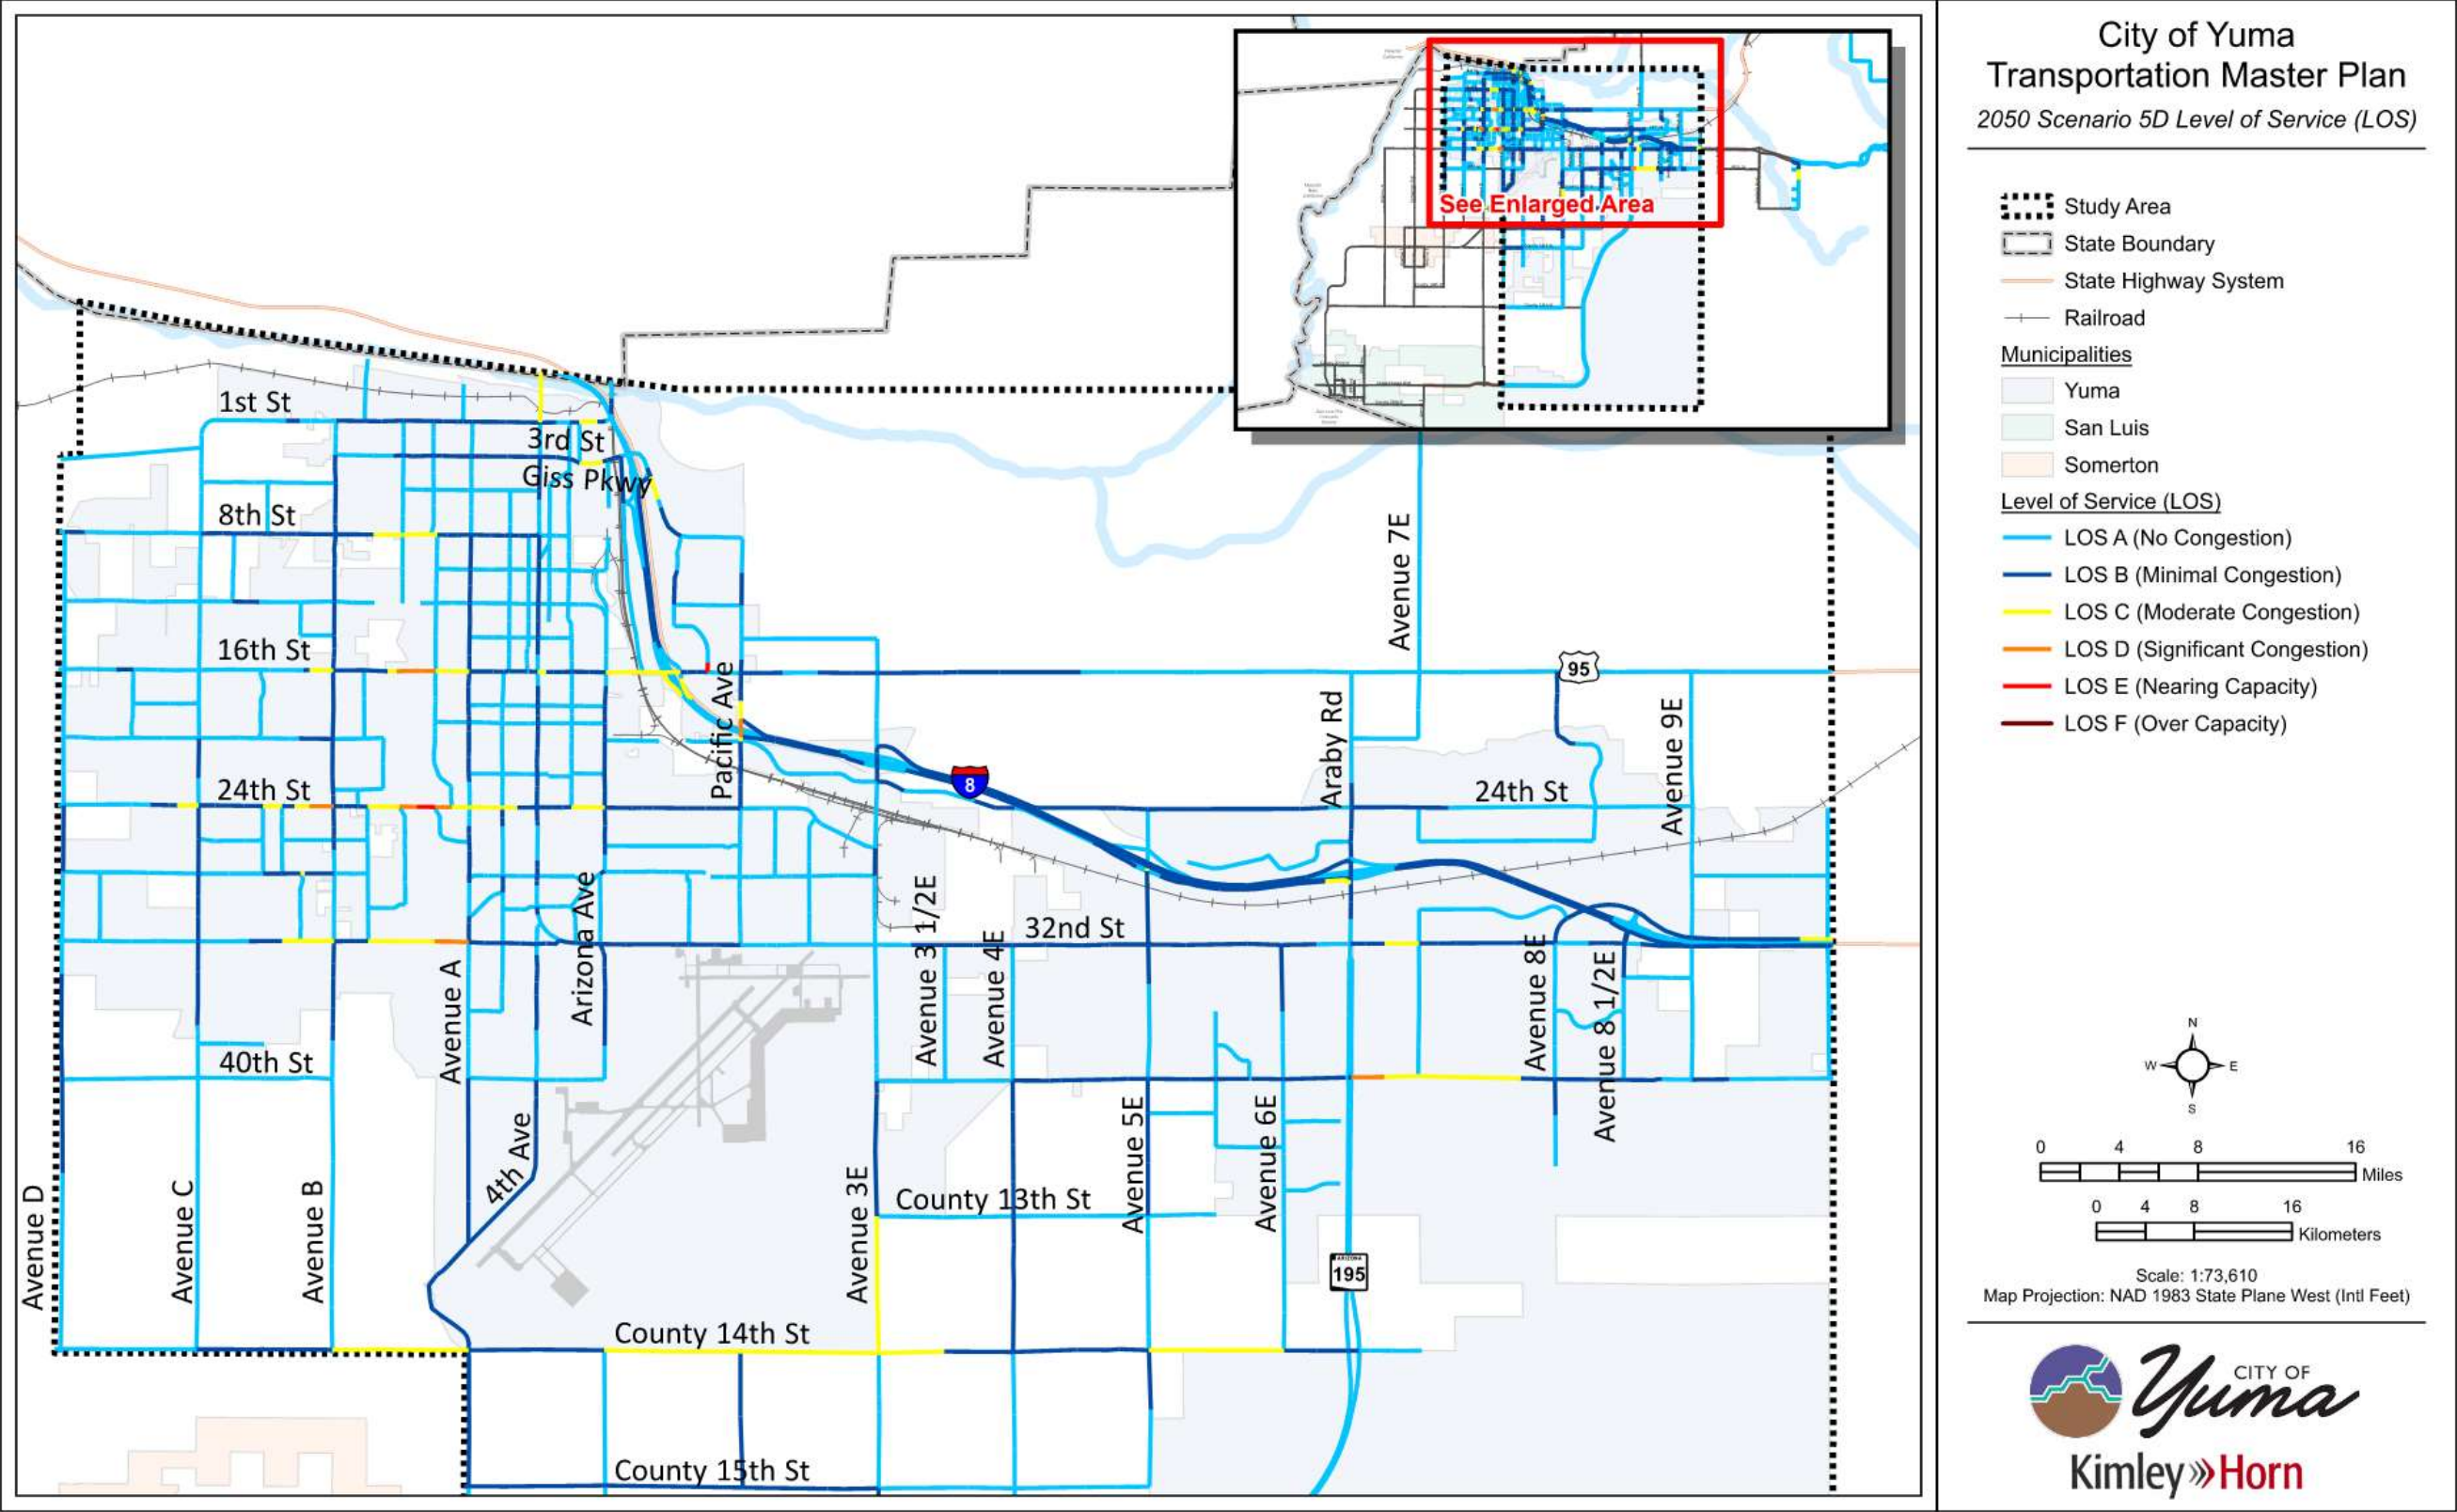 City of Yuma
Transportation Master Plan
2050 Scenario 5D Level of Service (LOS)
Study Area
State Boundary
State Highway System
Railroad
Municipalities
Yuma
San Luis
Somerton
Level of Service (LOS)
LOS A (No Congestion)
LOS B (Minimal Congestion)
LOS C (Moderate Congestion)
LOS D (Significant Congestion)
LOS E (Nearing Capacity)
LOS F (Over Capacity)
N
W
E
S
0 4 8 16
Miles
0 4 8 16
Kilometers
Scale: 1:73,610
Map Projection: NAD 1983 State Plane West (Intl Feet)
CITY OF
Yuma
Kimley»Horn
See Enlarged Area
1st St
3rd St
Giss Pkwy
8th St
16th St
24th St
40th St
Avenue D
Avenue C
Avenue B
Avenue A
4th Ave
Arizona Ave
Pacific Ave
8
Avenue 3E
Avenue 3 1/2E
Avenue 4E
32nd St
Avenue 5E
Avenue 6E
County 13th St
County 14th St
County 15th St
Avenue 7E
Araby Rd
95
24th St
Avenue 9E
Avenue 8E
Avenue 8 1/2E
ARIZONA
195